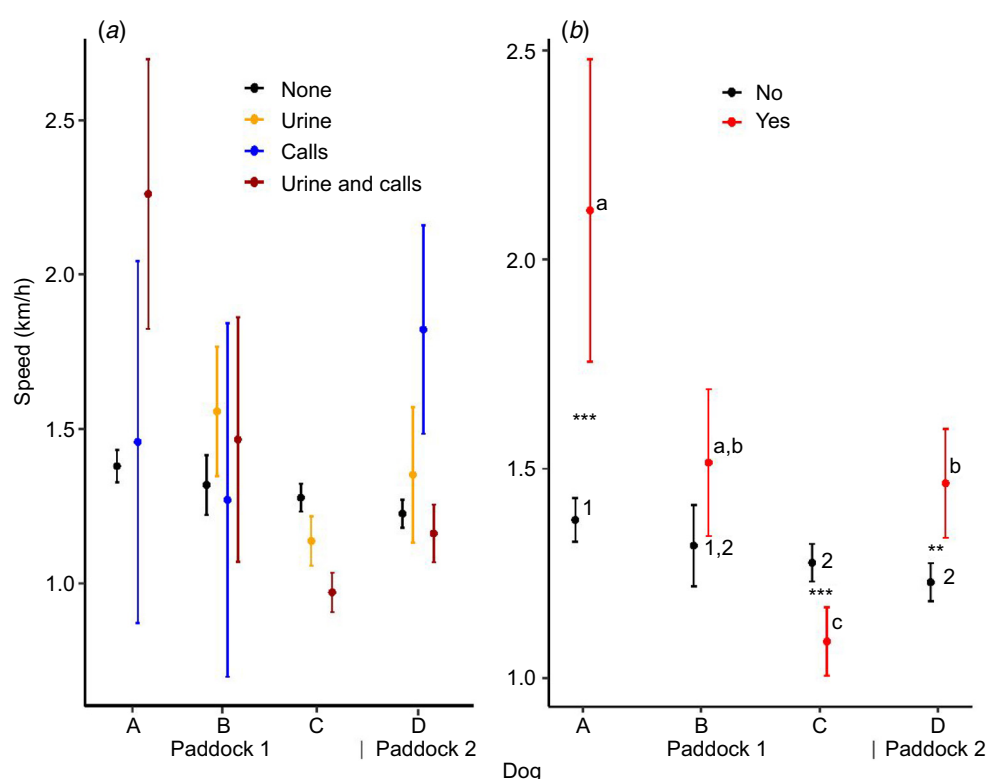 (a)
None
Urine
Calls
Urine and calls
2.5
2.0
1.5
1.0
Speed (km/h)
A B C D
Paddock 1 | Paddock 2
(b)
No
Yes
2.5
2.0
1.5
1.0
a
***
1
a,b
1,2
2
***
c
b
**
2
A B C D
Paddock 1 | Paddock 2
Dog